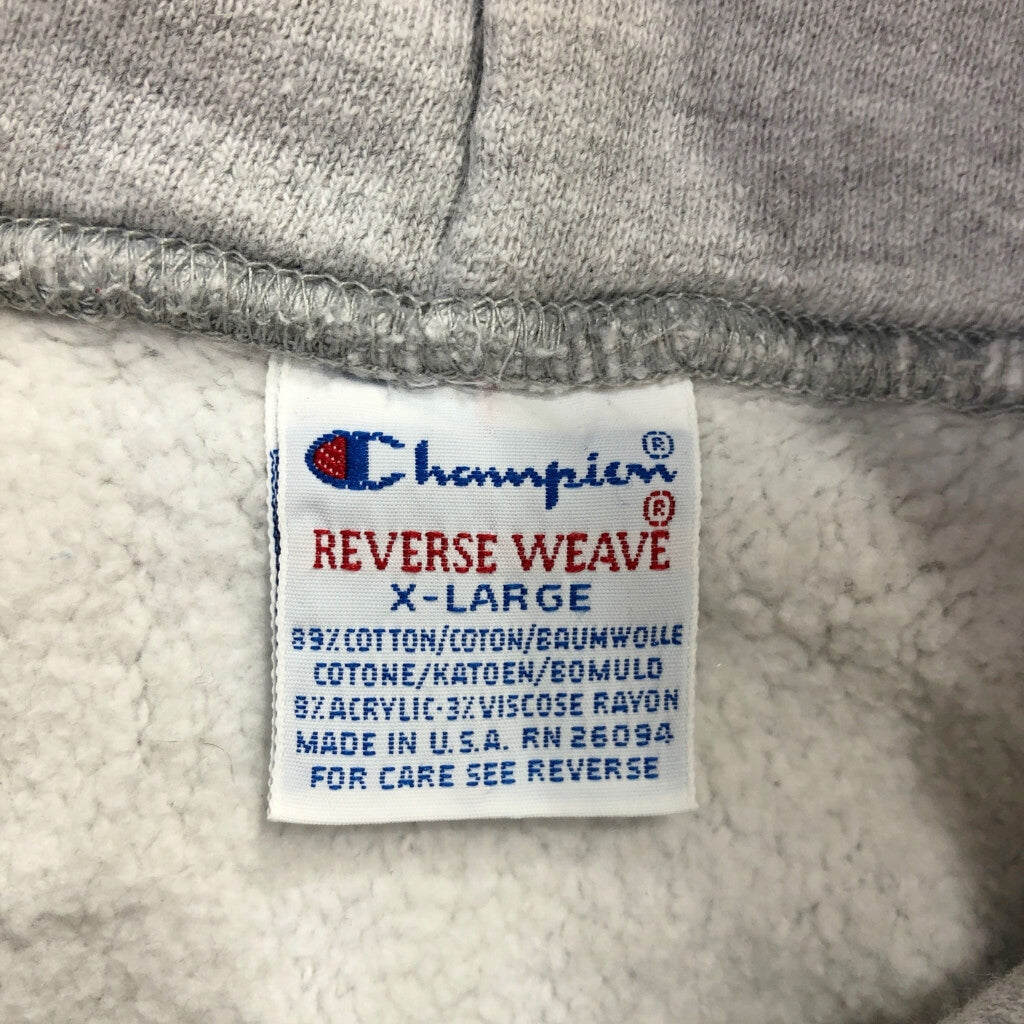 Champion®
REVERSE WEAVE®
X-LARGE
89% COTTON/COTON/BAUMWOLLE
COTONE/KATOEN/BOMULD
8% ACRYLIC-3% VISCOSE RAYON
MADE IN U.S.A. RN 26094
FOR CARE SEE REVERSE